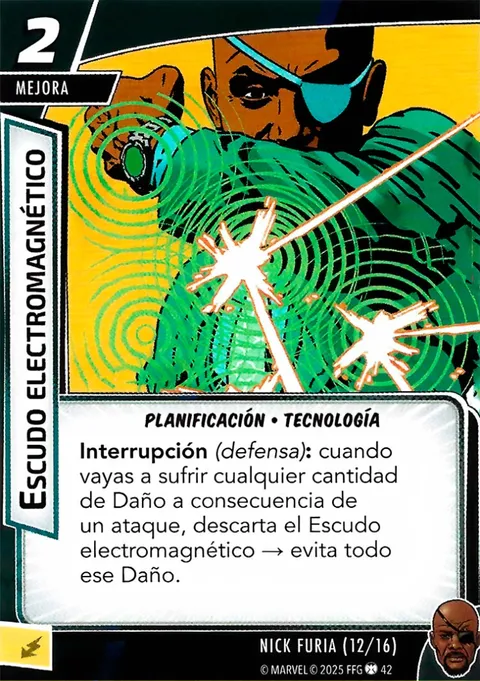 2
MEJORA
ESCUDO ELECTROMAGNÉTICO
PLANIFICACIÓN • TECNOLOGÍA
Interrupción (defensa): cuando
vayas a sufrir cualquier cantidad
de Daño a consecuencia de
un ataque, descarta el Escudo
electromagnético → evita todo
ese Daño.
NICK FURIA (12/16)
© MARVEL © 2025 FFG 42